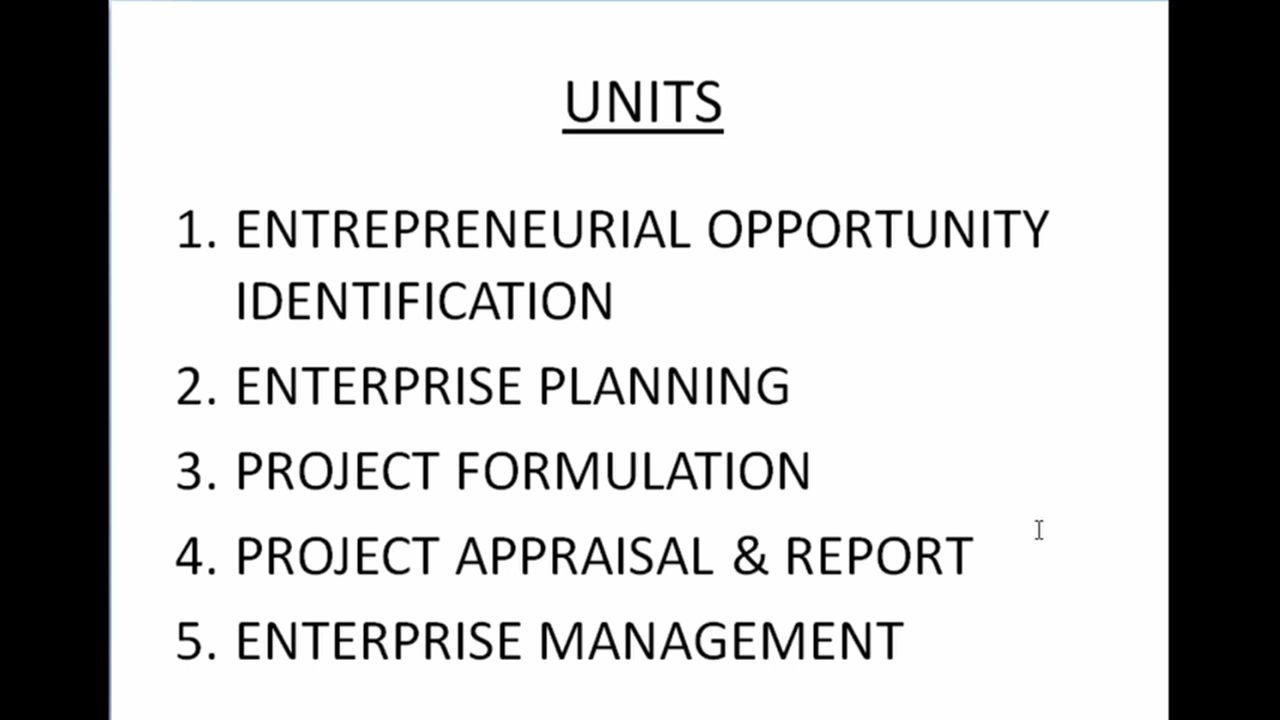 UNITS
1. ENTREPRENEURIAL OPPORTUNITY
IDENTIFICATION
2. ENTERPRISE PLANNING
3. PROJECT FORMULATION
4. PROJECT APPRAISAL & REPORT
5. ENTERPRISE MANAGEMENT